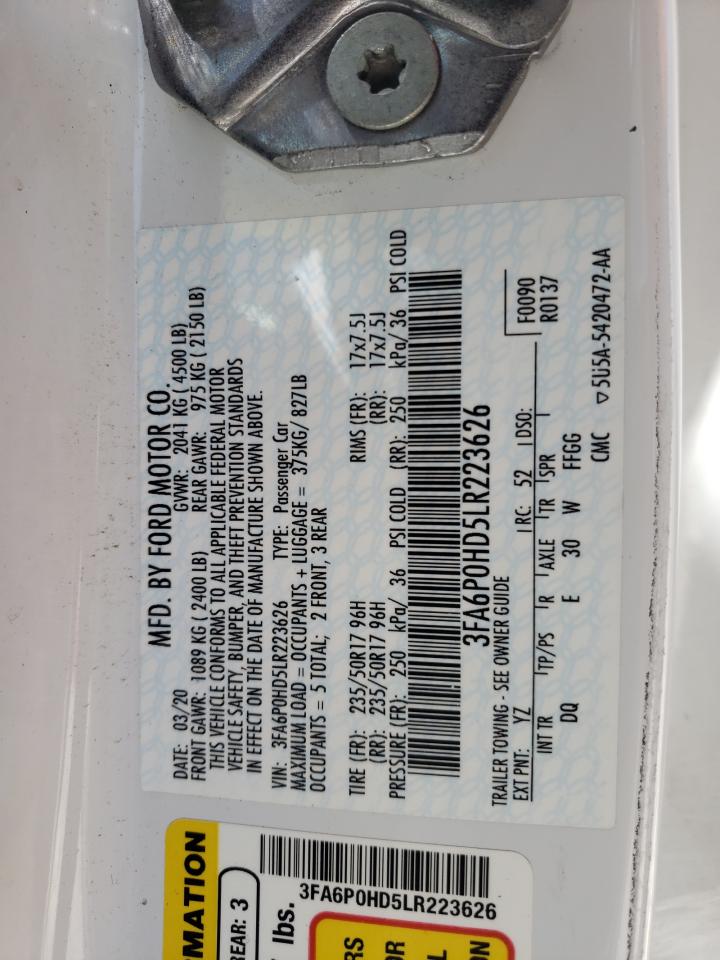 MFD. BY FORD MOTOR CO.
DATE: 03/20 GVWR: 2041 KG ( 4500 LB)
FRONT GAWR: 1089 KG ( 2400 LB) REAR GAWR: 975 KG ( 2150 LB)
THIS VEHICLE CONFORMS TO ALL APPLICABLE FEDERAL MOTOR
VEHICLE SAFETY, BUMPER, AND THEFT PREVENTION STANDARDS
IN EFFECT ON THE DATE OF MANUFACTURE SHOWN ABOVE.
VIN: 3FA6P0HD5LR223626 TYPE: Passenger Car
MAXIMUM LOAD = OCCUPANTS + LUGGAGE = 375KG/ 827LB
OCCUPANTS = 5 TOTAL; 2 FRONT, 3 REAR
TIRE (FR): 235/50R17 96H RIMS (FR): 17x7.5J
(RR): 235/50R17 96H (RR): 17x7.5J
PRESSURE (FR): 250 kPa/ 36 PSI COLD (RR): 250 kPa/ 36 PSI COLD
3FA6P0HD5LR223626
TRAILER TOWING - SEE OWNER GUIDE
F0090
R0137
EXT PNT: YZ RC: 52 DSO:
INT TR TP/PS R AXLE TR SPR
DQ E 30 W FFGG
CMC 5U5A-5420472-AA
RMATION
REAR: 3
3FA6P0HD5LR223626
lbs.
RS
OR
L
ON